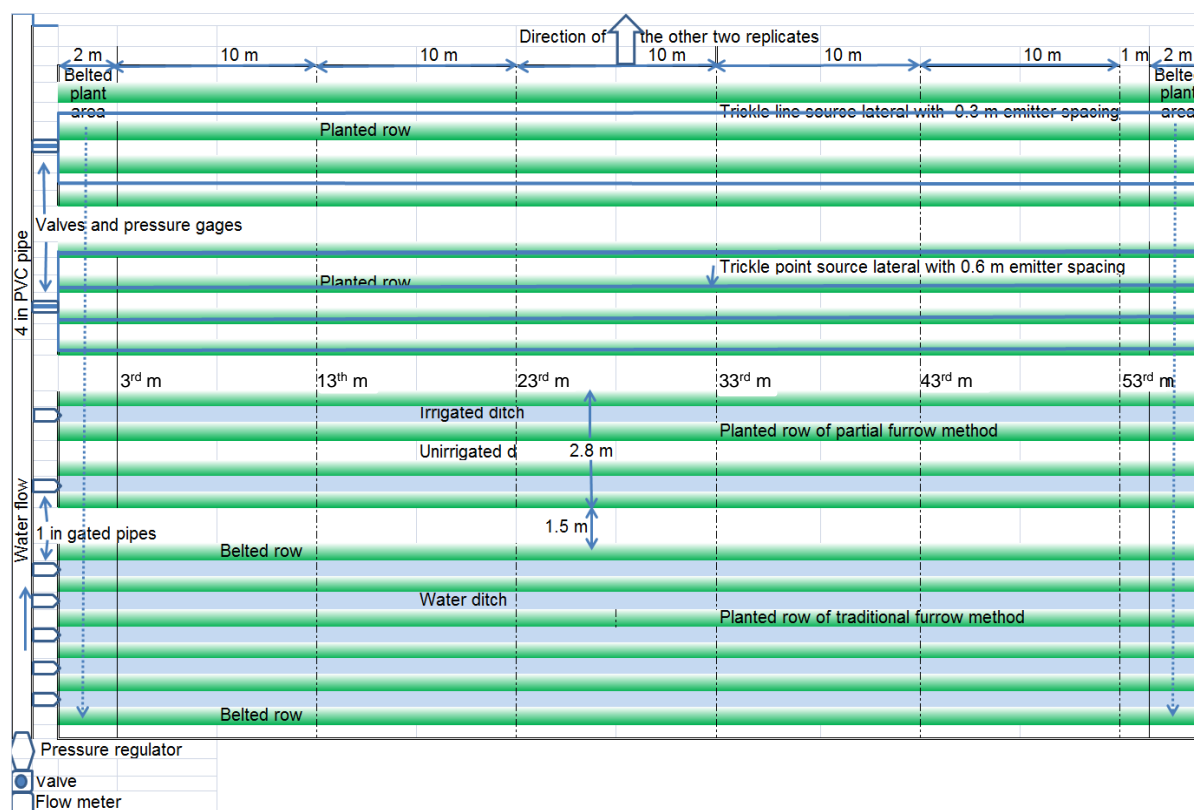 Direction of the other two replicates
2 m 10 m 10 m 10 m 10 m 1 m 2 m
Belted plant area
Belted plant area
Trickle line source lateral with 0.3 m emitter spacing
Planted row
Valves and pressure gages
4 in PVC pipe
Trickle point source lateral with 0.6 m emitter spacing
Planted row
3rd m 13th m 23rd m 33rd m 43rd m 53rd m
Irrigated ditch
Planted row of partial furrow method
Unirrigated d 2.8 m
Water flow
1.5 m
1 in gated pipes
Belted row
Water ditch
Planted row of traditional furrow method
Belted row
Pressure regulator
Valve
Flow meter